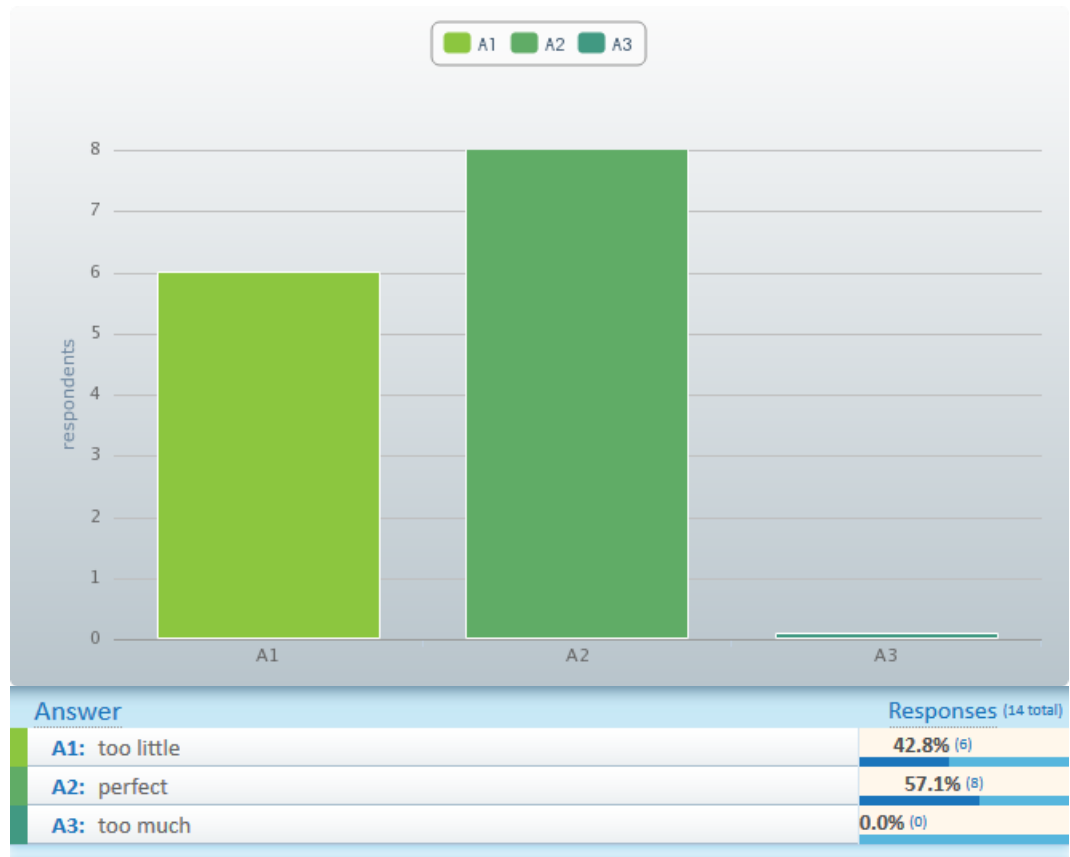 A1 A2 A3
8
7
6
5
4
3
2
1
0
respondents
A1 A2 A3
Answer Responses (14 total)
A1: too little 42.8% (6)
A2: perfect 57.1% (8)
A3: too much 0.0% (0)